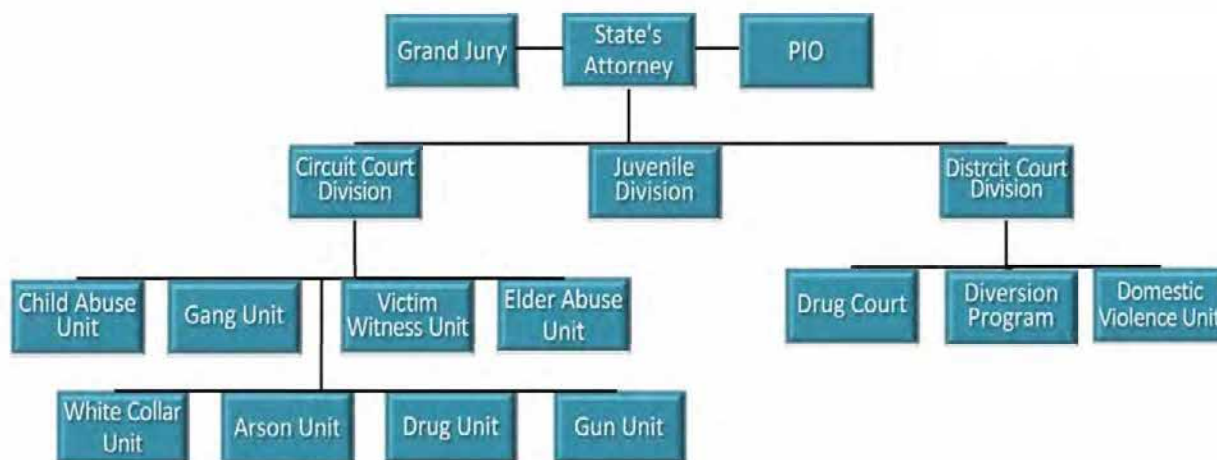 Grand Jury
State's
Attorney
PIO
Circuit Court
Division
Juvenile
Division
Distrcit Court
Division
Child Abuse
Unit
Gang Unit
Victim
Witness Unit
Elder Abuse
Unit
Drug Court
Diversion
Program
Domestic
Violence Unit
White Collar
Unit
Arson Unit
Drug Unit
Gun Unit